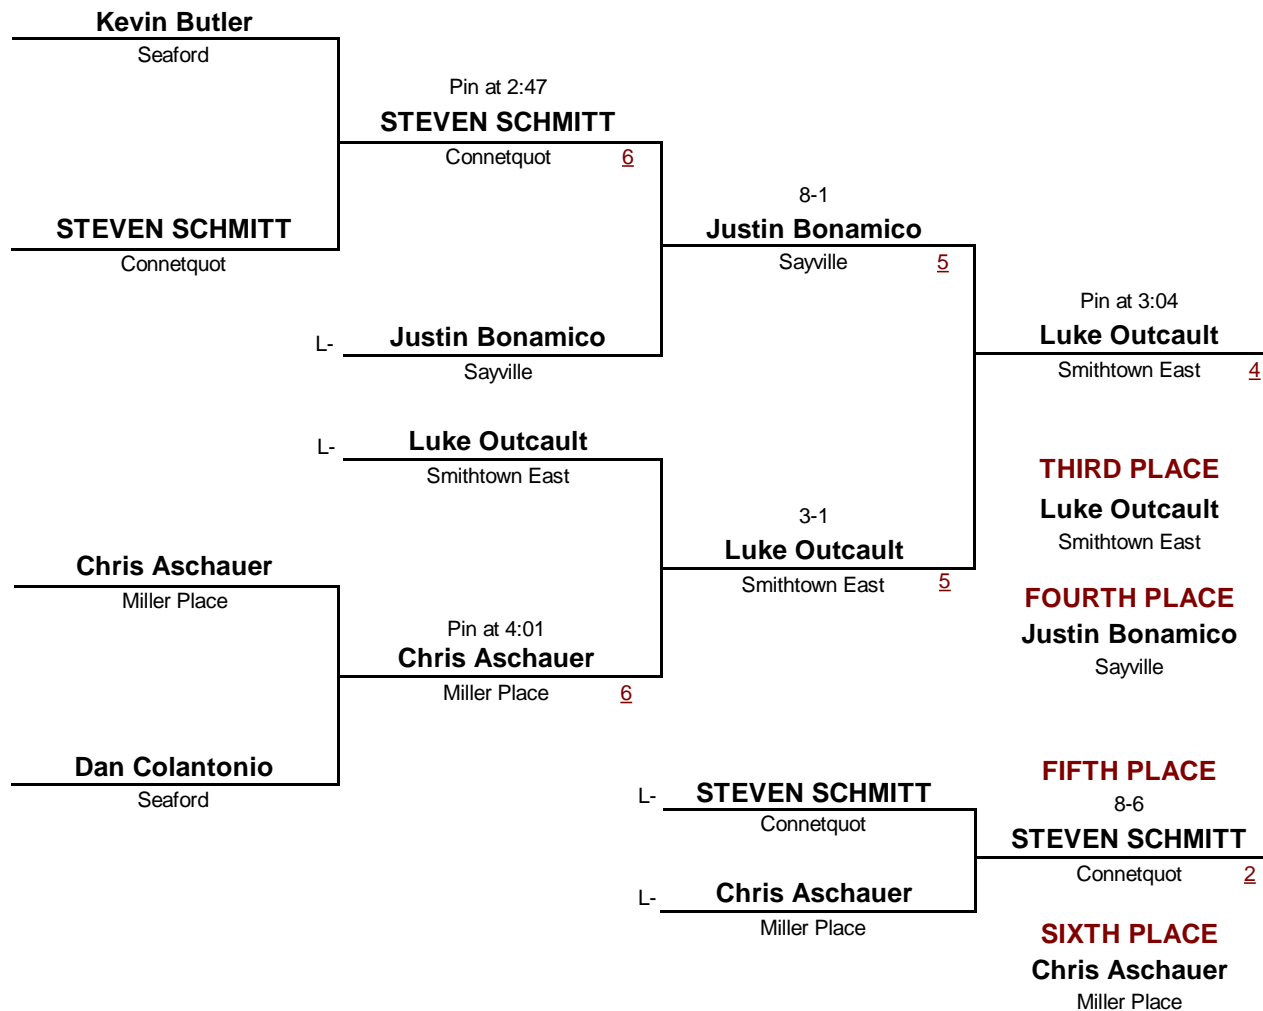 Kevin Butler
Seaford
Pin at 2:47
STEVEN SCHMITT
Connetquot 6
STEVEN SCHMITT
Connetquot
8-1
Justin Bonamico
Sayville 5
L- Justin Bonamico
Sayville
Pin at 3:04
Luke Outcault
Smithtown East 4
L- Luke Outcault
Smithtown East
THIRD PLACE
Luke Outcault
Smithtown East
3-1
Luke Outcault
Smithtown East 5
Chris Aschauer
Miller Place
FOURTH PLACE
Justin Bonamico
Sayville
Pin at 4:01
Chris Aschauer
Miller Place 6
Dan Colantonio
Seaford
L- STEVEN SCHMITT
Connetquot
FIFTH PLACE
8-6
STEVEN SCHMITT
Connetquot 2
L- Chris Aschauer
Miller Place
SIXTH PLACE
Chris Aschauer
Miller Place